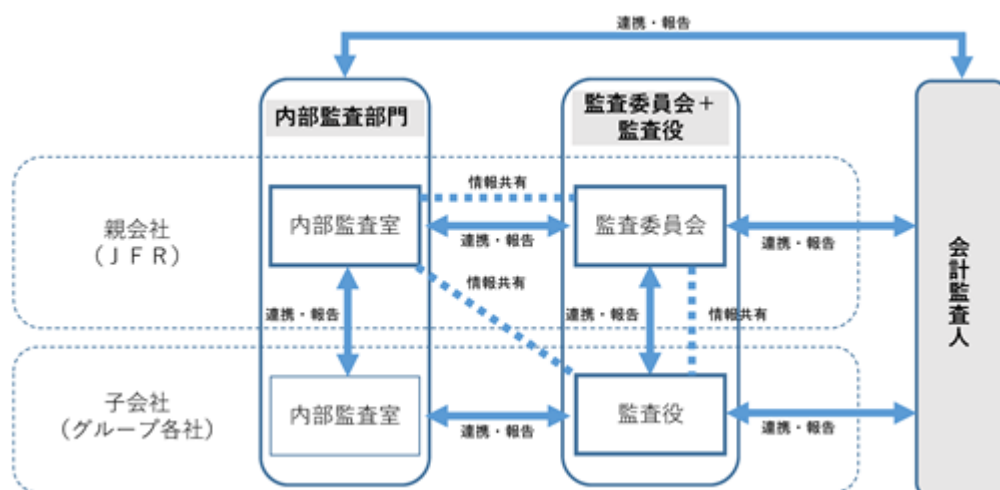 連携・報告
内部監査部門
監査委員会＋
監査役
情報共有
内部監査室
監査委員会
親会社
（ＪＦＲ）
連携・報告
連携・報告
会計監査人
情報共有
連携・報告
連携・報告
情報共有
子会社
（グループ各社）
内部監査室
監査役
連携・報告
連携・報告